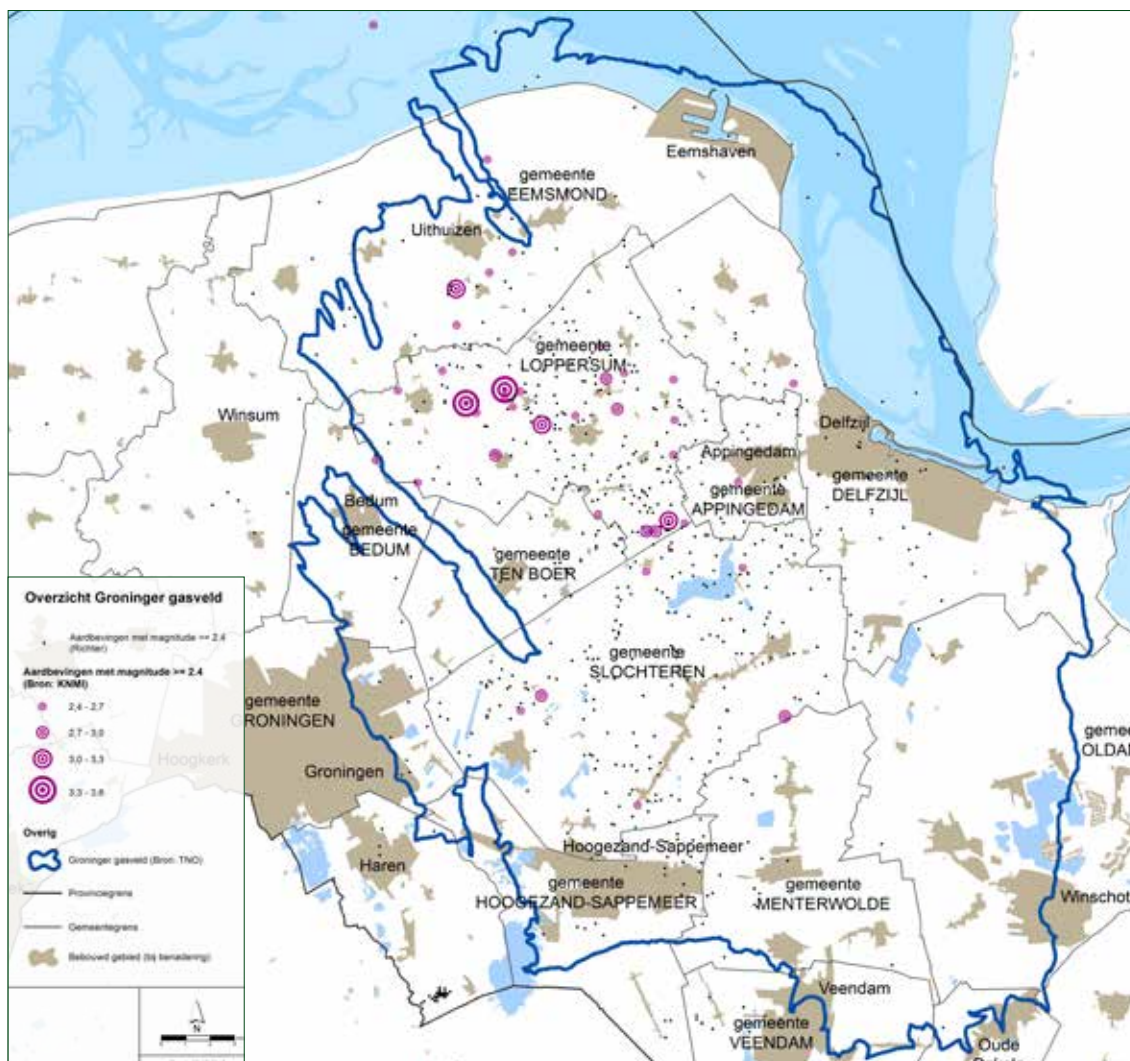 Eemshaven
gemeente
EEMSMOND
Uithuizen
gemeente
LOPPERSUM
Winsum
Delfzijl
Appingedam
gemeente
DELFZIJL
gemeente
APPINGEDAM
Bedum
gemeente
BEDUM
gemeente
TEN BOER
Overzicht Groninger gasveld
Aardbevingen met magnitude >= 2.4
(Richter)
Aardbevingen met magnitude >= 2.4
(Bron: KNMI)
2,4 - 2,7
2,7 - 3,0
3,0 - 3,3
3,3 - 3,6
Overig
Groninger gasveld (Bron: TNO)
Provinciegrens
Gemeentegrens
Bebouwd gebied (bij benadering)
N
gemeente
SLOCHTEREN
gemeente
GRONINGEN
Hoogkerk
Groningen
gemee
OLDA
Haren
Hoogezand-Sappemeer
gemeente
HOOGEZAND-SAPPEMEER
gemeente
MENTERWOLDE
Winschot
Veendam
gemeente
VEENDAM
Oude